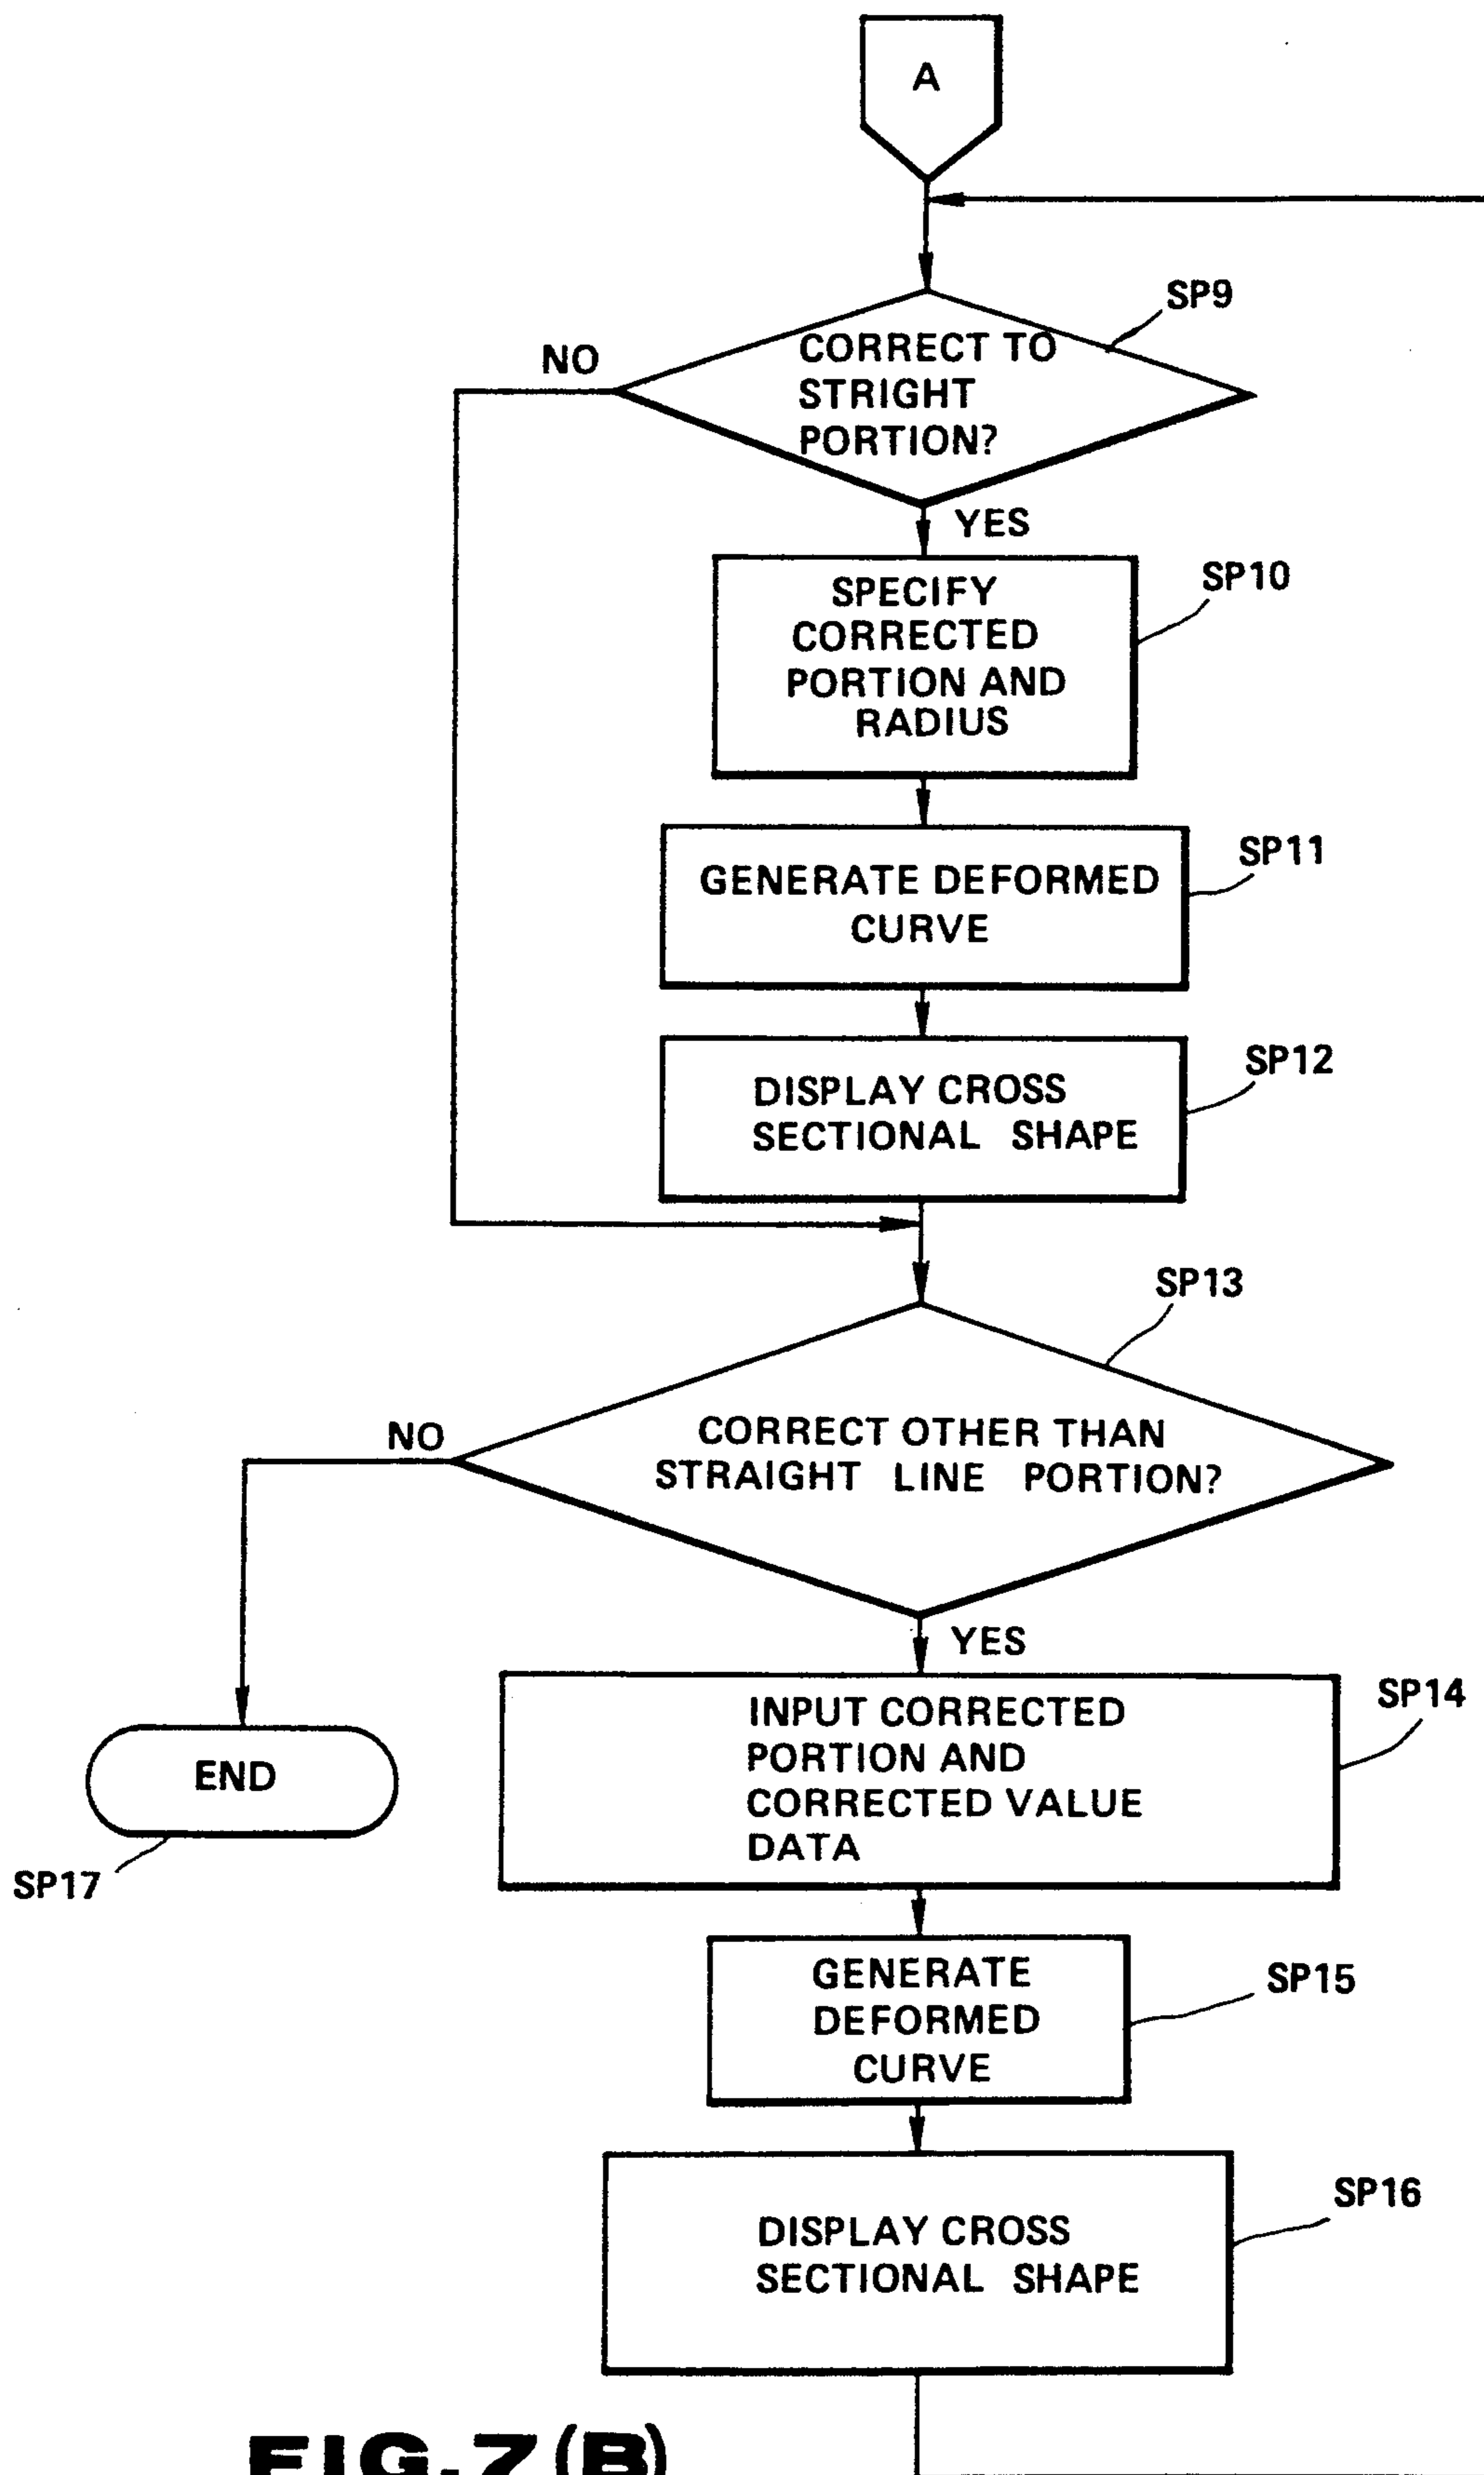 A
SP9
NO
CORRECT TO
STRIGHT
PORTION?
YES
SP10
SPECIFY
CORRECTED
PORTION AND
RADIUS
SP11
GENERATE DEFORMED
CURVE
SP12
DISPLAY CROSS
SECTIONAL SHAPE
SP13
NO
CORRECT OTHER THAN
STRAIGHT LINE PORTION?
YES
SP14
INPUT CORRECTED
PORTION AND
CORRECTED VALUE
DATA
END
SP17
SP15
GENERATE
DEFORMED
CURVE
SP16
DISPLAY CROSS
SECTIONAL SHAPE
FIG.7(B)